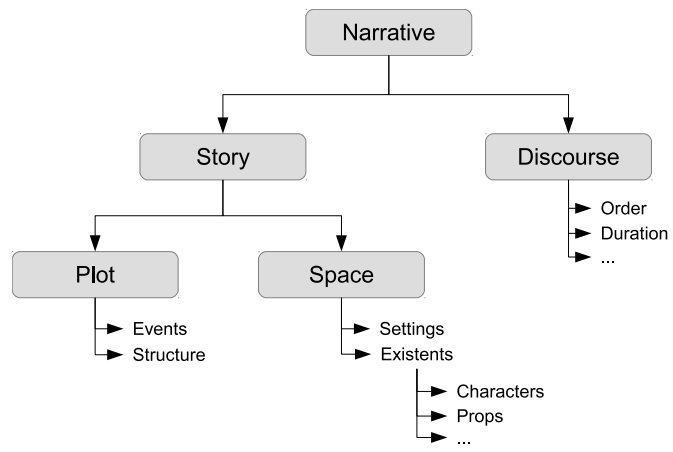 Narrative
Story
Discourse
Order
Duration
...
Plot
Space
Events
Structure
Settings
Existents
Characters
Props
...